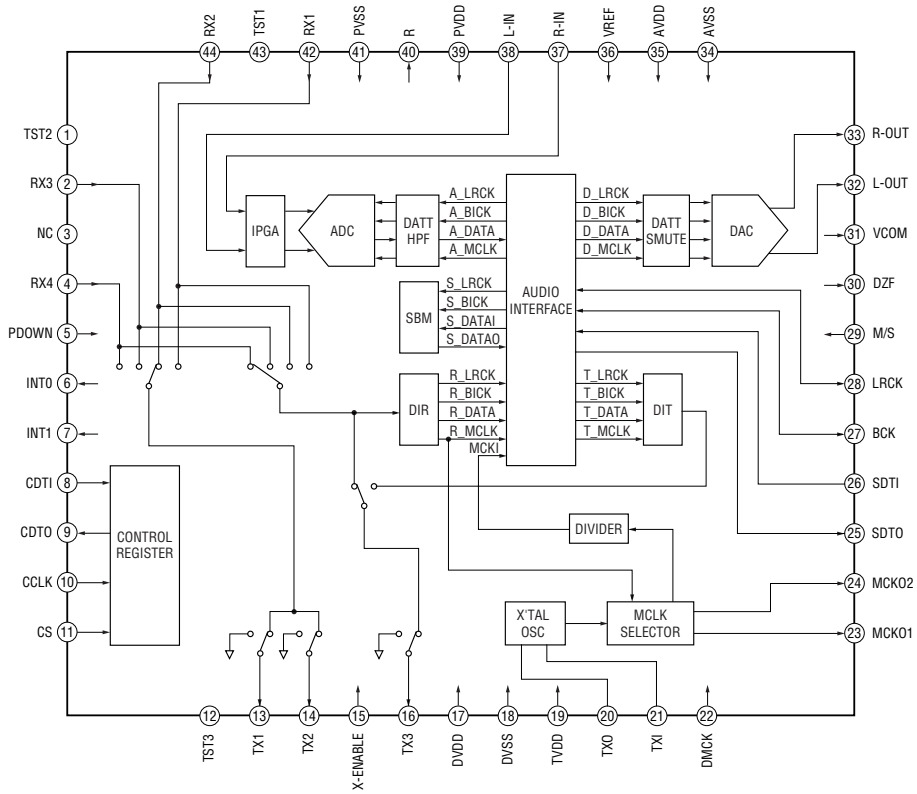 RX2
TST1
RX1
PVSS
R
PVDD
L-IN
R-IN
VREF
AVDD
AVSS
44
43
42
41
40
39
38
37
36
35
34
TST2 1
RX3 2
NC 3
RX4 4
PDOWN 5
INT0 6
INT1 7
CDTI 8
CDTO 9
CCLK 10
CS 11
33 R-OUT
32 L-OUT
31 VCOM
30 DZF
29 M/S
28 LRCK
27 BCK
26 SDTI
25 SDTO
24 MCKO2
23 MCKO1
IPGA
ADC
DATT
HPF
A_LRCK
A_BICK
A_DATA
A_MCLK
AUDIO
INTERFACE
D_LRCK
D_BICK
D_DATA
D_MCLK
DATT
SMUTE
DAC
SBM
S_LRCK
S_BICK
S_DATAI
S_DATAO
DIR
R_LRCK
R_BICK
R_DATA
R_MCLK
MCKI
T_LRCK
T_BICK
T_DATA
T_MCLK
DIT
CONTROL
REGISTER
DIVIDER
X'TAL
OSC
MCLK
SELECTOR
12
13
14
15
16
17
18
19
20
21
22
TST3
TX1
TX2
X-ENABLE
TX3
DVDD
DVSS
TVDD
TXO
TXI
DMCK